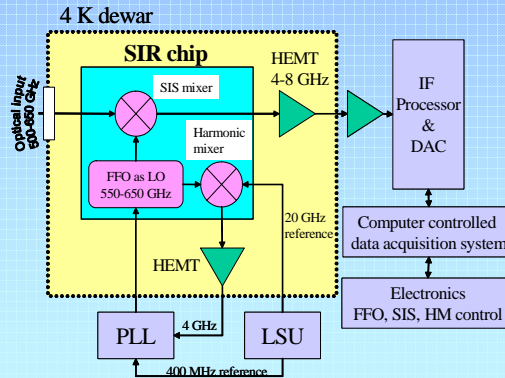 4 K dewar
SIR chip
SIS mixer
HEMT
4-8 GHz
Optical input
500-650 GHz
Harmonic
mixer
FFO as LO
550-650 GHz
IF
Processor
&
DAC
20 GHz
reference
HEMT
Computer controlled
data acquisition system
Electronics
FFO, SIS, HM control
PLL
4 GHz
LSU
400 MHz reference